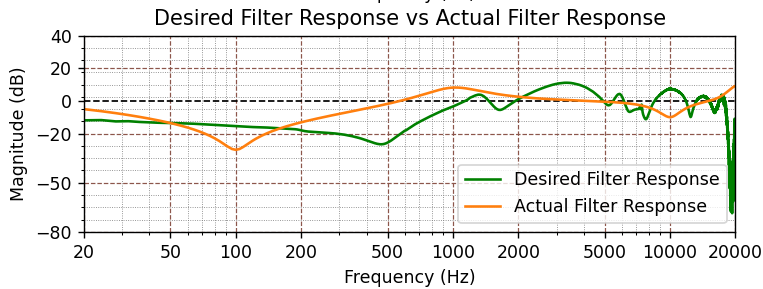 Desired Filter Response vs Actual Filter Response
Magnitude (dB)
40
20
0
−20
−50
−80
Desired Filter Response
Actual Filter Response
20 50 100 200 500 1000 2000 5000 10000 20000
Frequency (Hz)